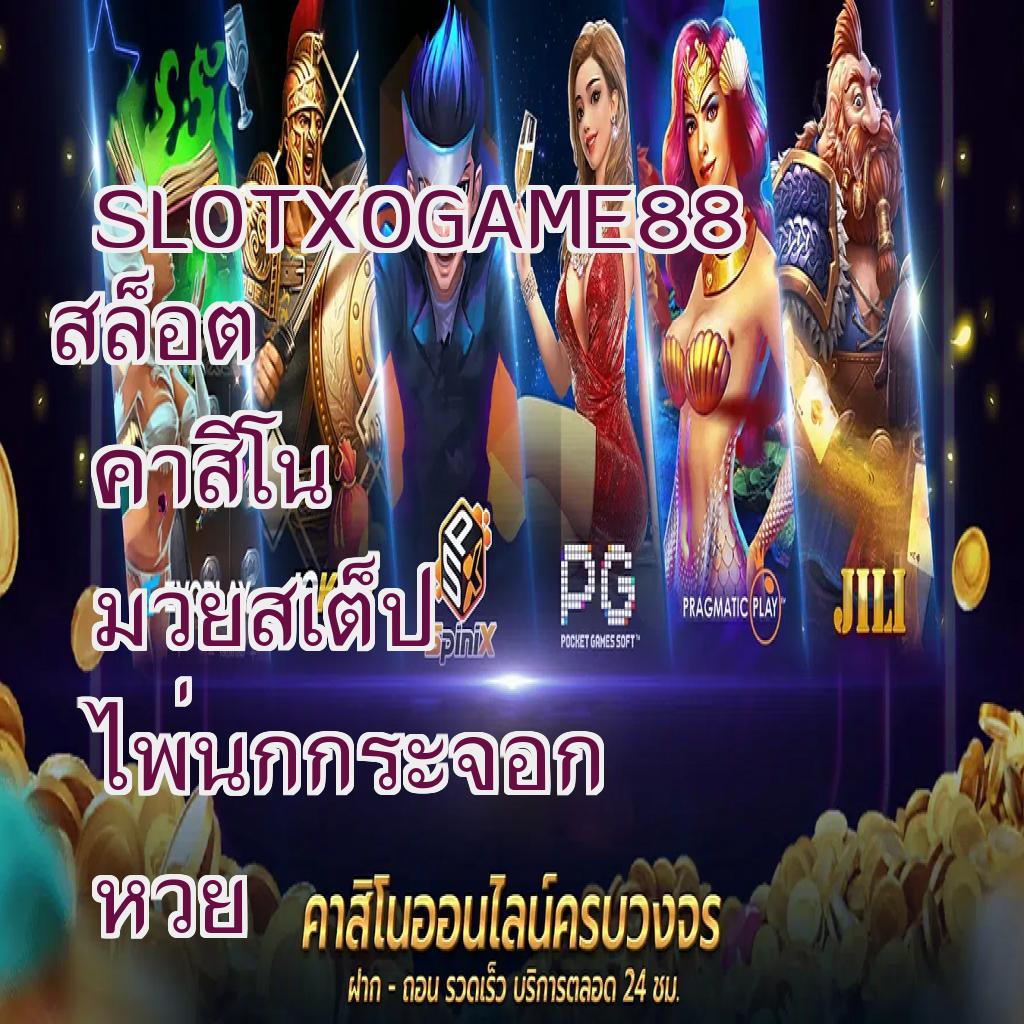 SLOTXOGAME88
สล็อต
คาสิโน
มวยสเต็ป
SpiniX
PG
POCKET GAMES SOFT™
PRAGMATIC PLAY™
JILI
ไพ่นกกระจอก
หวย
คาสิโนออนไลน์ครบวงจร
ฝาก - ถอน รวดเร็ว บริการตลอด 24 ชม.